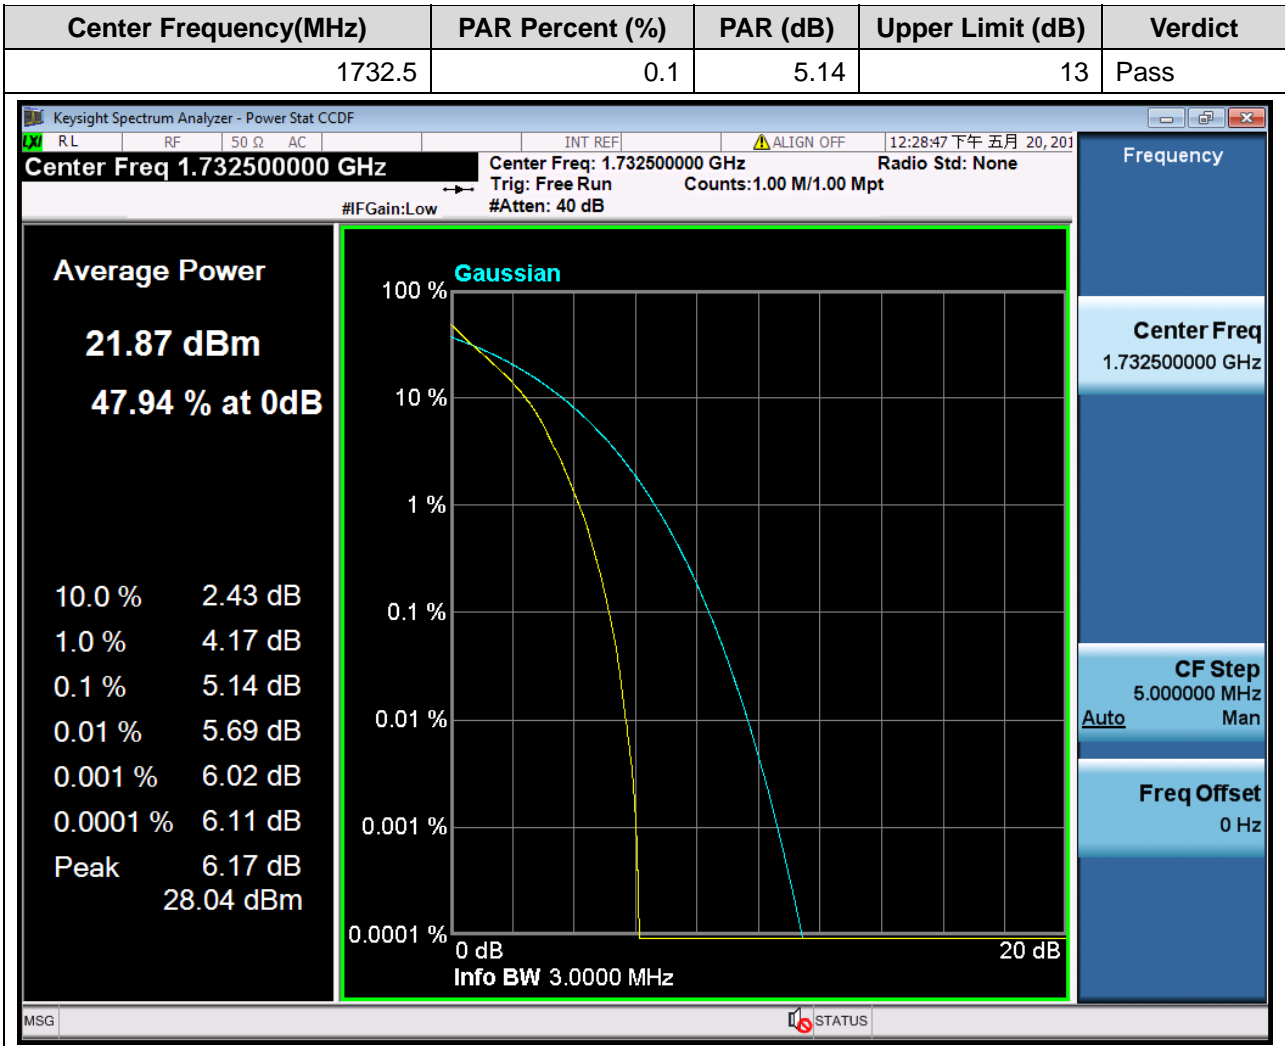 Center Frequency(MHz) PAR Percent (%) PAR (dB) Upper Limit (dB) Verdict
1732.5 0.1 5.14 13 Pass
Keysight Spectrum Analyzer - Power Stat CCDF
LXI RL RF 50 Ω AC INT REF ALIGN OFF 12:28:47 下午 五月 20, 201
Center Freq 1.732500000 GHz
Center Freq: 1.732500000 GHz Radio Std: None
Trig: Free Run Counts:1.00 M/1.00 Mpt
#IFGain:Low #Atten: 40 dB
Average Power
21.87 dBm
47.94 % at 0dB
10.0 % 2.43 dB
1.0 % 4.17 dB
0.1 % 5.14 dB
0.01 % 5.69 dB
0.001 % 6.02 dB
0.0001 % 6.11 dB
Peak 6.17 dB
28.04 dBm
Gaussian
100 %
10 %
1 %
0.1 %
0.01 %
0.001 %
0.0001 %
0 dB 20 dB
Info BW 3.0000 MHz
Frequency
Center Freq
1.732500000 GHz
CF Step
5.000000 MHz
Auto Man
Freq Offset
0 Hz
MSG STATUS